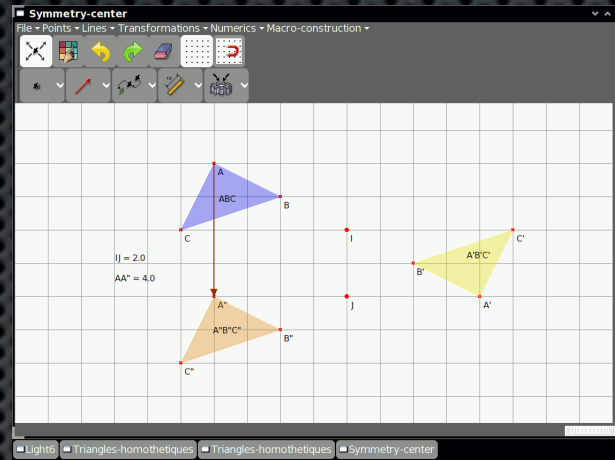 Symmetry-center
File Points Lines Transformations Numerics Macro-construction
A
ABC
B
C
I
C'
A'B'C'
IJ = 2.0
B'
AA" = 4.0
A"
J
A'
A"B"C"
B"
C"
Light6 Triangles-homothetiques Triangles-homothetiques Symmetry-center